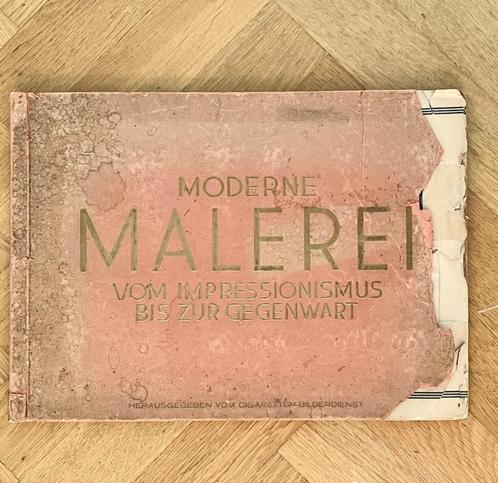 MODERNE
MALEREI
VOM IMPRESSIONISMUS
BIS ZUR GEGENWART
HERAUSGEGEBEN VOM CIGARETTEN-BILDERDIENST